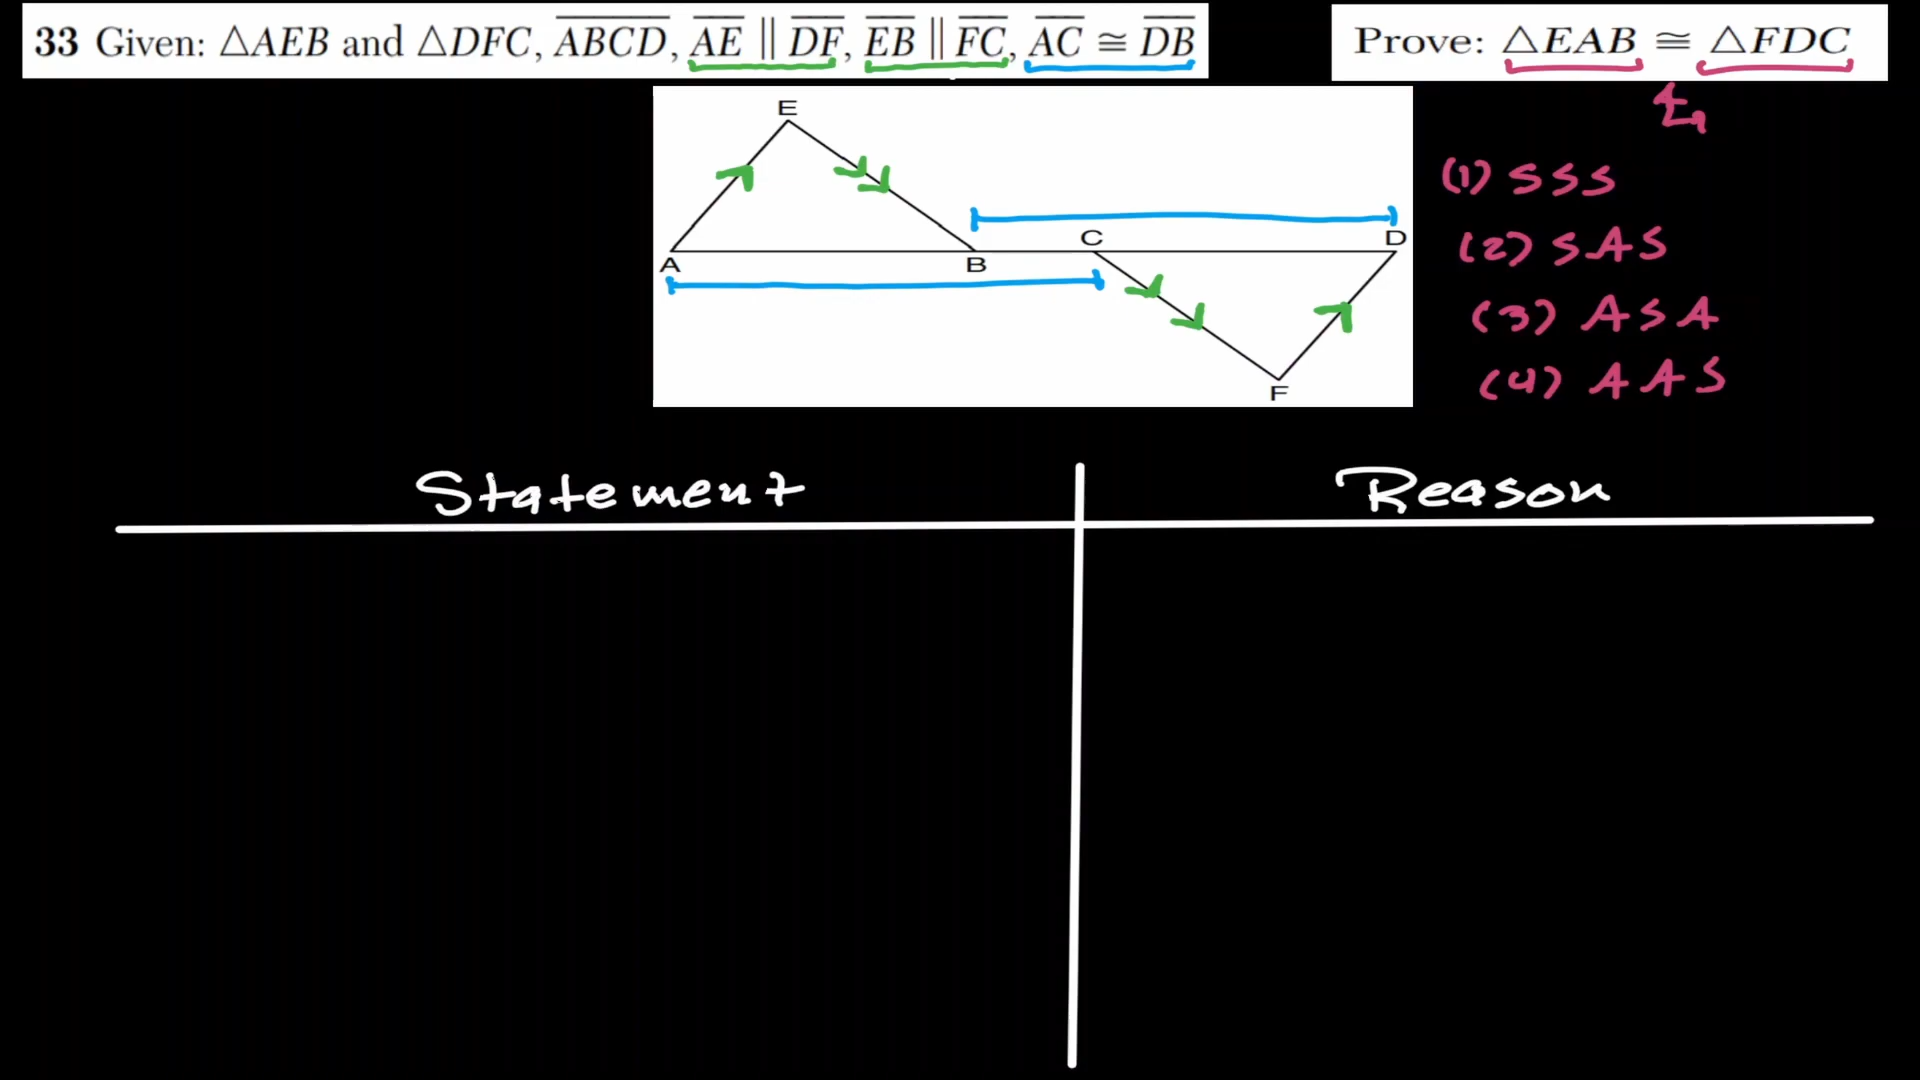 33 Given: △AEB and △DFC, ABCD, AE ∥ DF, EB ∥ FC, AC ≅ DB
Prove: △EAB ≅ △FDC
E
(1) SSS
C
D
(2) SAS
A
B
(3) ASA
(4) AAS
F
Statement
Reason